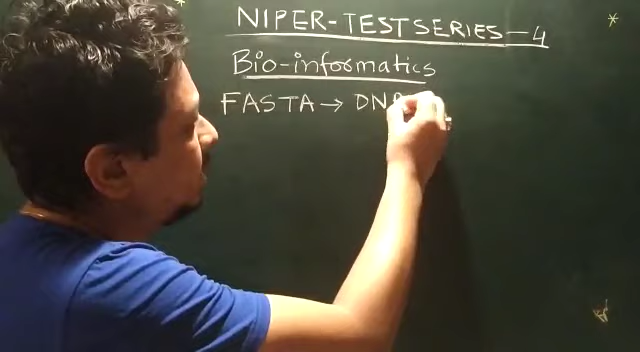 NIPER-TESTSERIES-4
Bio-informatics
FASTA → DN